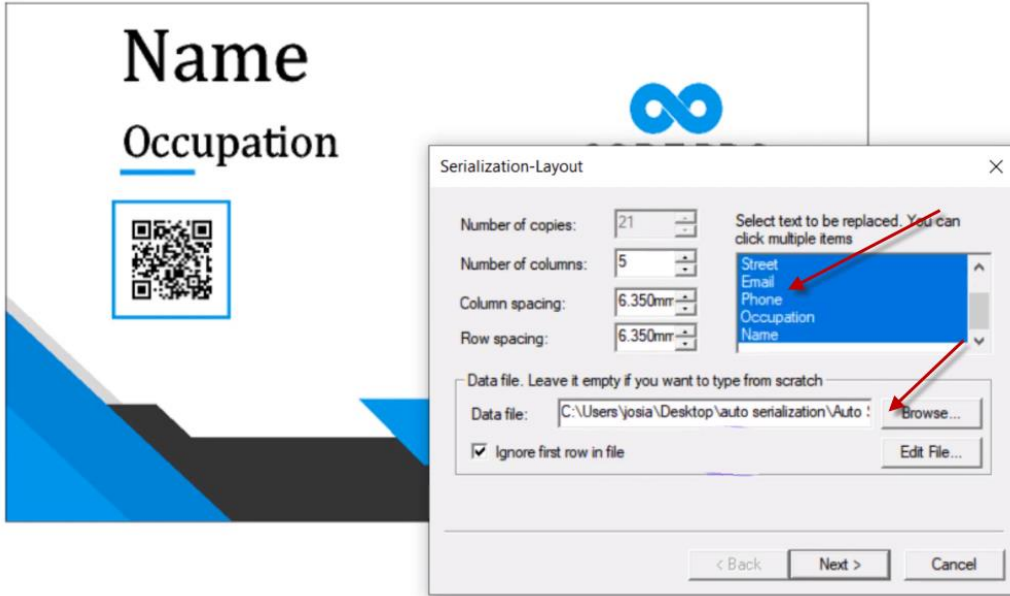 Name
Occupation
Serialization-Layout
Number of copies:
21
Number of columns:
5
Column spacing:
6.350mm
Row spacing:
6.350mm
Select text to be replaced. You can
click multiple items
Street
Email
Phone
Occupation
Name
Data file. Leave it empty if you want to type from scratch
Data file:
C:\Users\josia\Desktop\auto serialization\Auto
Browse...
Ignore first row in file
Edit File...
< Back
Next >
Cancel